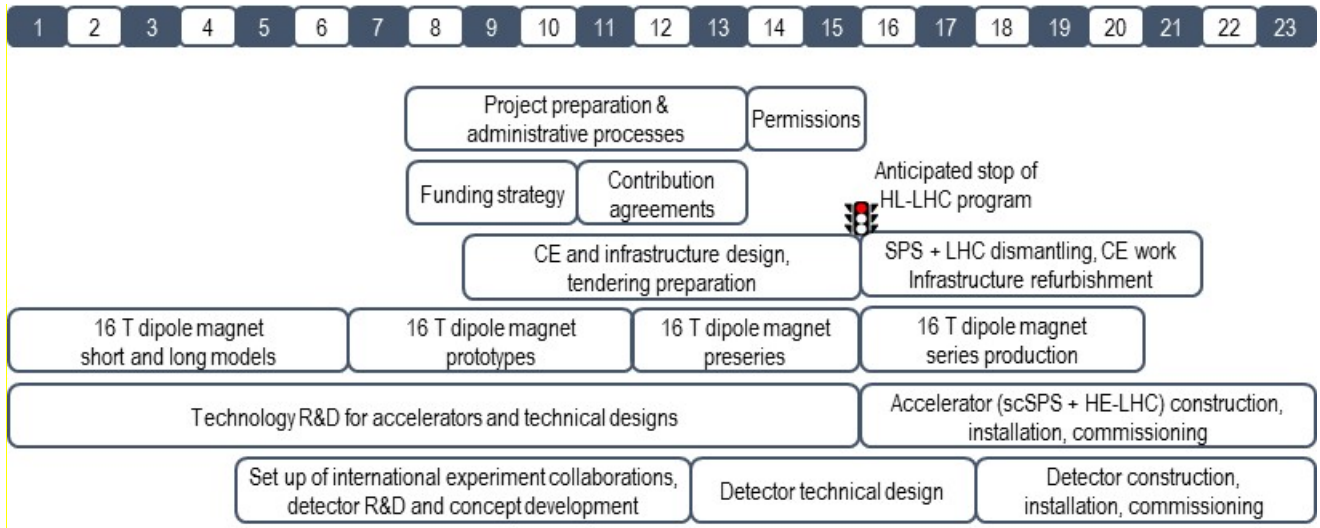 1 2 3 4 5 6 7 8 9 10 11 12 13 14 15 16 17 18 19 20 21 22 23
Project preparation &
administrative processes
Permissions
Funding strategy
Contribution
agreements
Anticipated stop of
HL-LHC program
CE and infrastructure design,
tendering preparation
SPS + LHC dismantling, CE work
Infrastructure refurbishment
16 T dipole magnet
short and long models
16 T dipole magnet
prototypes
16 T dipole magnet
preseries
16 T dipole magnet
series production
Technology R&D for accelerators and technical designs
Accelerator (scSPS + HE-LHC) construction,
installation, commissioning
Set up of international experiment collaborations,
detector R&D and concept development
Detector technical design
Detector construction,
installation, commissioning